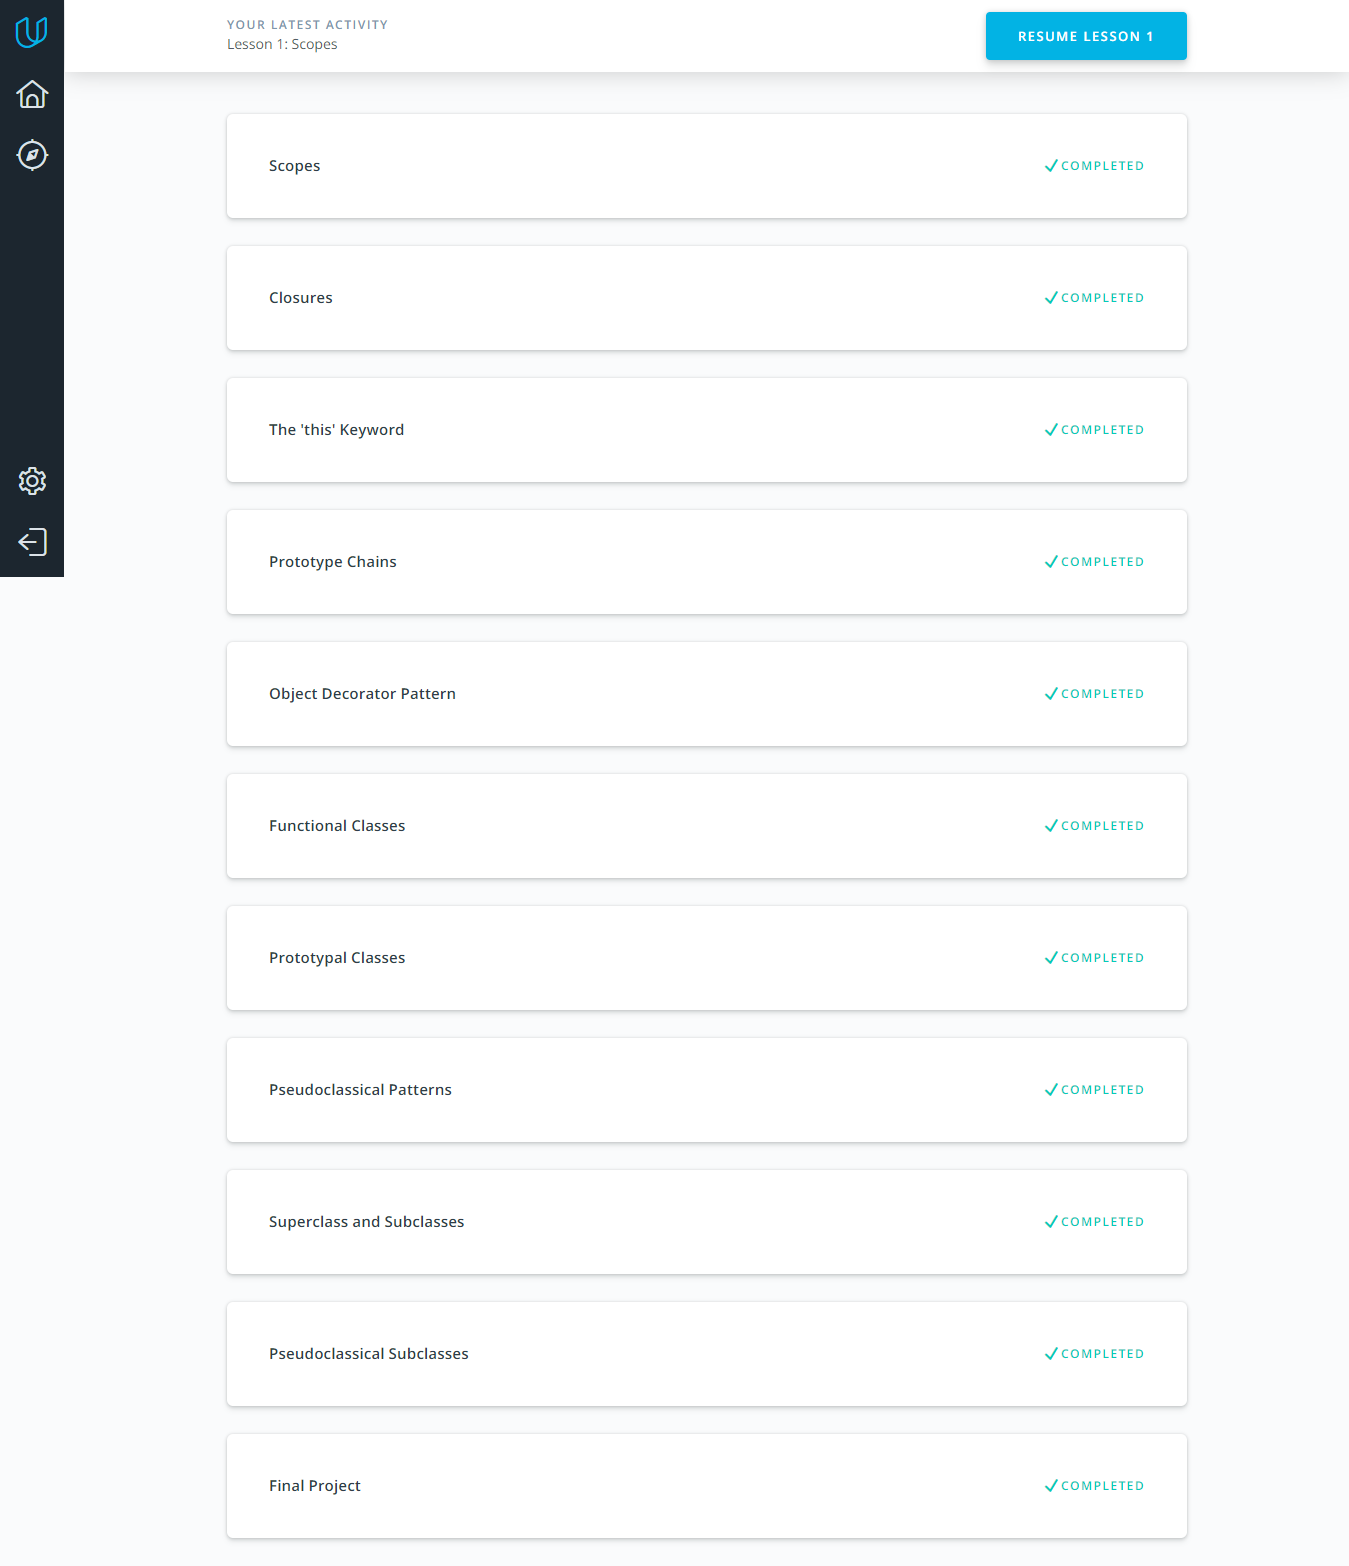 YOUR LATEST ACTIVITY
Lesson 1: Scopes
RESUME LESSON 1
Scopes
COMPLETED
Closures
COMPLETED
The 'this' Keyword
COMPLETED
Prototype Chains
COMPLETED
Object Decorator Pattern
COMPLETED
Functional Classes
COMPLETED
Prototypal Classes
COMPLETED
Pseudoclassical Patterns
COMPLETED
Superclass and Subclasses
COMPLETED
Pseudoclassical Subclasses
COMPLETED
Final Project
COMPLETED